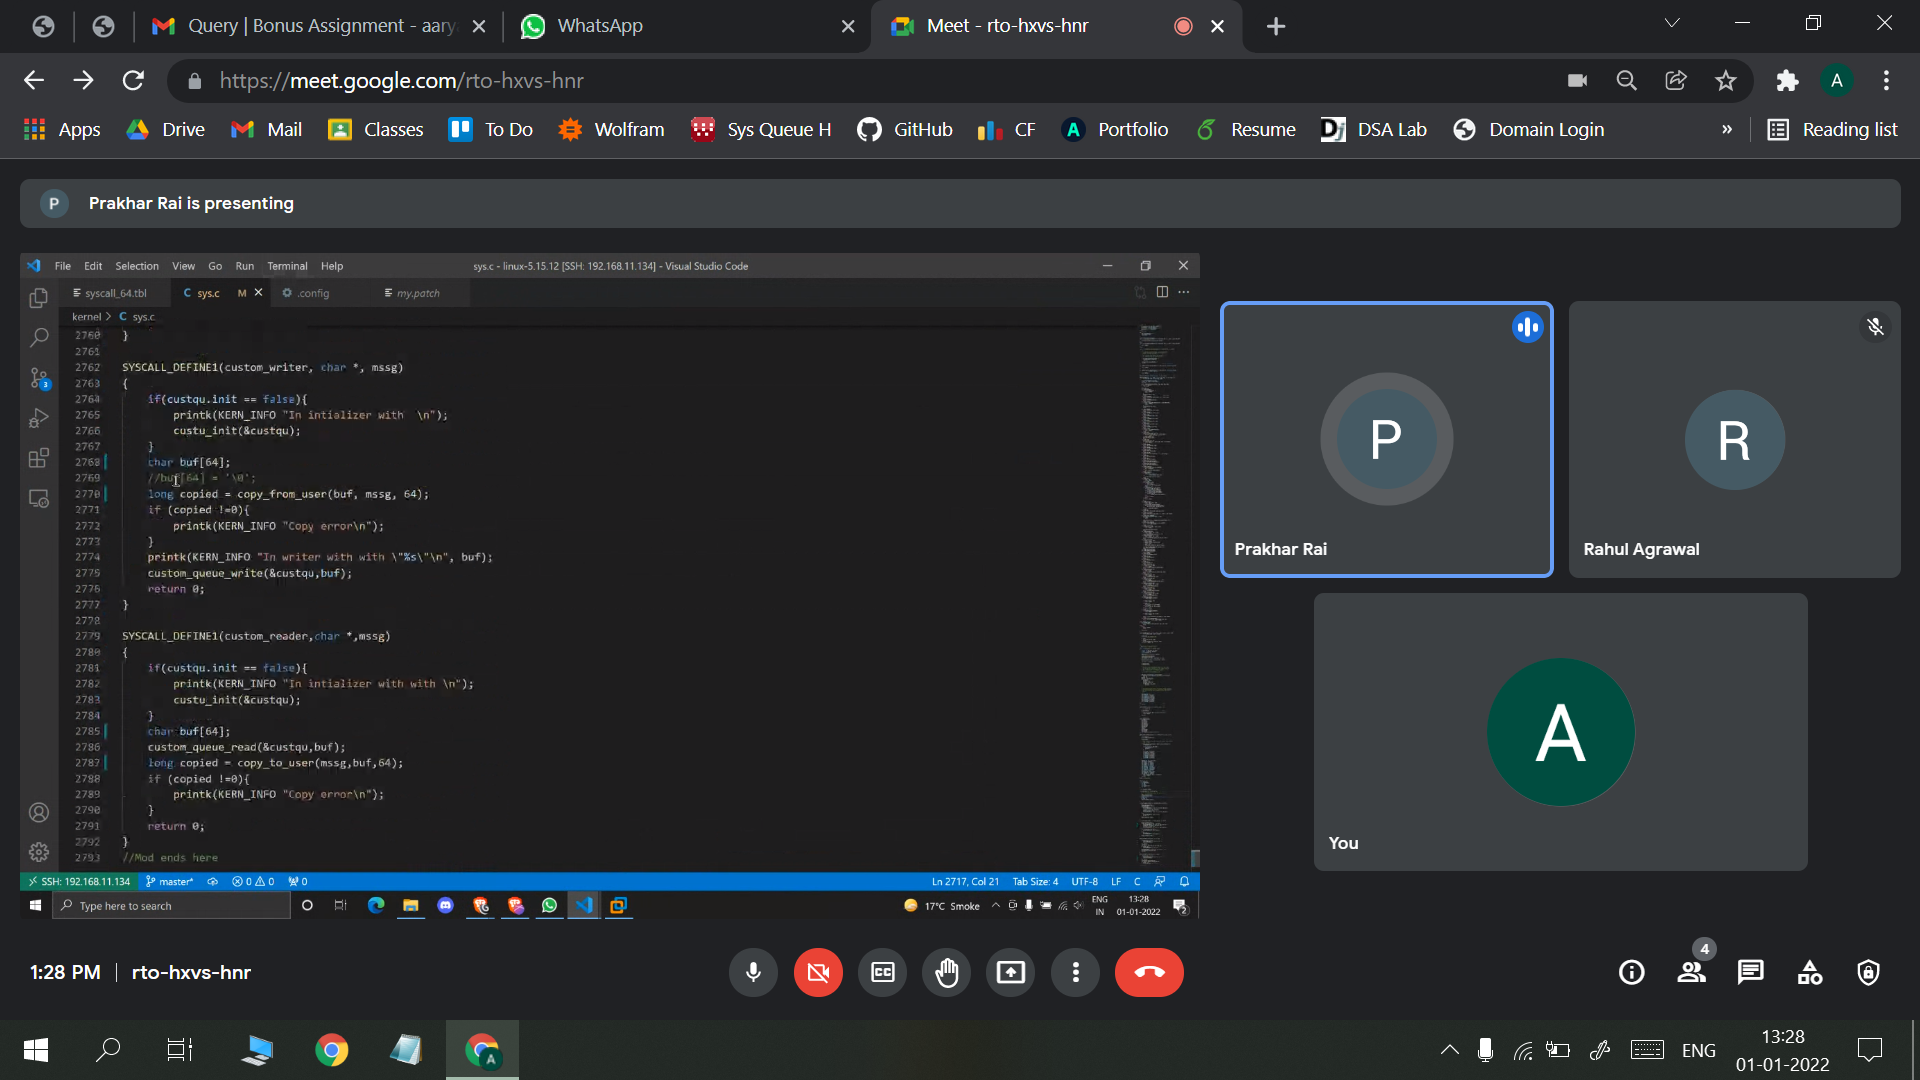 Query | Bonus Assignment - aary
WhatsApp
Meet - rto-hxvs-hnr
https://meet.google.com/rto-hxvs-hnr
A
Apps
Drive
Mail
Classes
To Do
Wolfram
Sys Queue H
GitHub
CF
Portfolio
Resume
DSA Lab
Domain Login
»
Reading list
P
Prakhar Rai is presenting
File Edit Selection View Go Run Terminal Help
sys.c - linux-5.15.12 [SSH: 192.168.11.134] - Visual Studio Code
syscall_64.tbl
C sys.c M
.config
my.patch
kernel > C sys.c
2760 }
2761
2762 SYSCALL_DEFINE1(custom_writer, char *, mssg)
2763 {
2764 if(custqu.init == false){
2765 printk(KERN_INFO "In intializer with  \n");
2766 custu_init(&custqu);
2767 }
2768 char buf[64];
2769 //buf[64] = '\0';
2770 long copied = copy_from_user(buf, mssg, 64);
2771 if (copied !=0){
2772 printk(KERN_INFO "Copy error\n");
2773 }
2774 printk(KERN_INFO "In writer with with \"%s\"\n", buf);
2775 custom_queue_write(&custqu,buf);
2776 return 0;
2777 }
2778
2779 SYSCALL_DEFINE1(custom_reader,char *,mssg)
2780 {
2781 if(custqu.init == false){
2782 printk(KERN_INFO "In intializer with with \n");
2783 custu_init(&custqu);
2784 }
2785 char buf[64];
2786 custom_queue_read(&custqu,buf);
2787 long copied = copy_to_user(mssg,buf,64);
2788 if (copied !=0){
2789 printk(KERN_INFO "Copy error\n");
2790 }
2791 return 0;
2792 }
2793 //Mod ends here
3
SSH: 192.168.11.134
master*
0 0
0
Ln 2717, Col 21
Tab Size: 4
UTF-8
LF
C
Type here to search
17°C Smoke
ENG
IN
13:28
01-01-2022
2
P
Prakhar Rai
R
Rahul Agrawal
A
You
1:28 PM | rto-hxvs-hnr
CC
4
A
ENG
13:28
01-01-2022